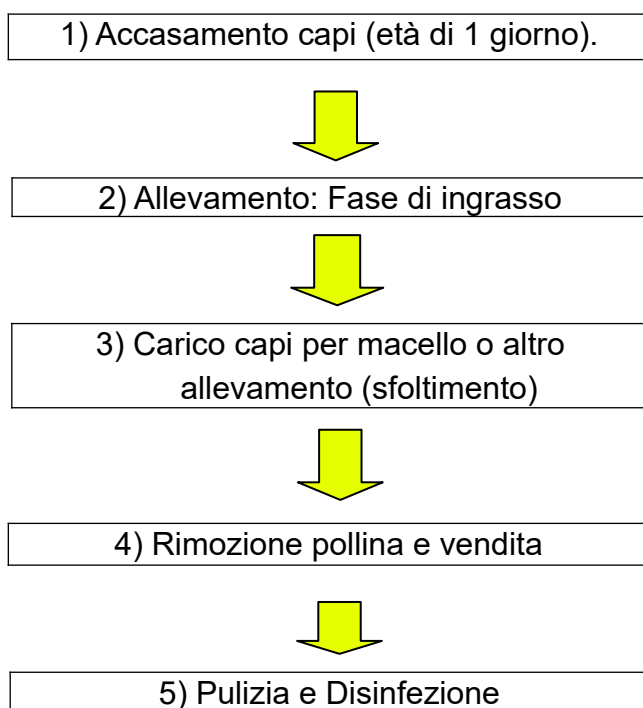 1) Accasamento capi (età di 1 giorno).
2) Allevamento: Fase di ingrasso
3) Carico capi per macello o altro
allevamento (sfoltimento)
4) Rimozione pollina e vendita
5) Pulizia e Disinfezione